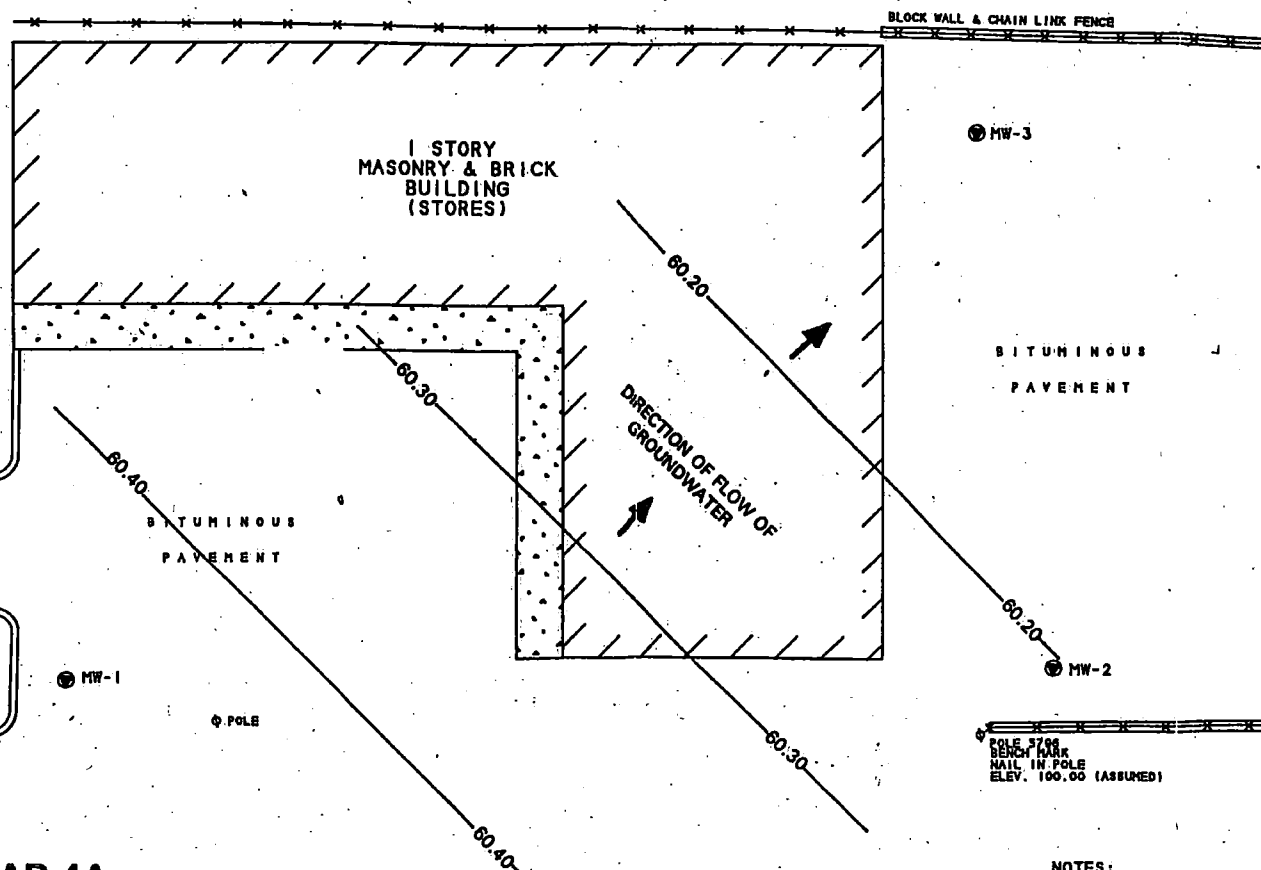 BLOCK WALL & CHAIN LINK FENCE
MW-3
1 STORY
MASONRY & BRICK
BUILDING
(STORES)
60.20
BITUMINOUS
PAVEMENT
60.30
DIRECTION OF FLOW OF
GROUNDWATER
60.40
BITUMINOUS
PAVEMENT
60.20
MW-1
MW-2
POLE
60.30
POLE 5796
BENCH MARK
NAIL IN POLE
ELEV. 100.00 (ASSUMED)
60.40
NOTES: